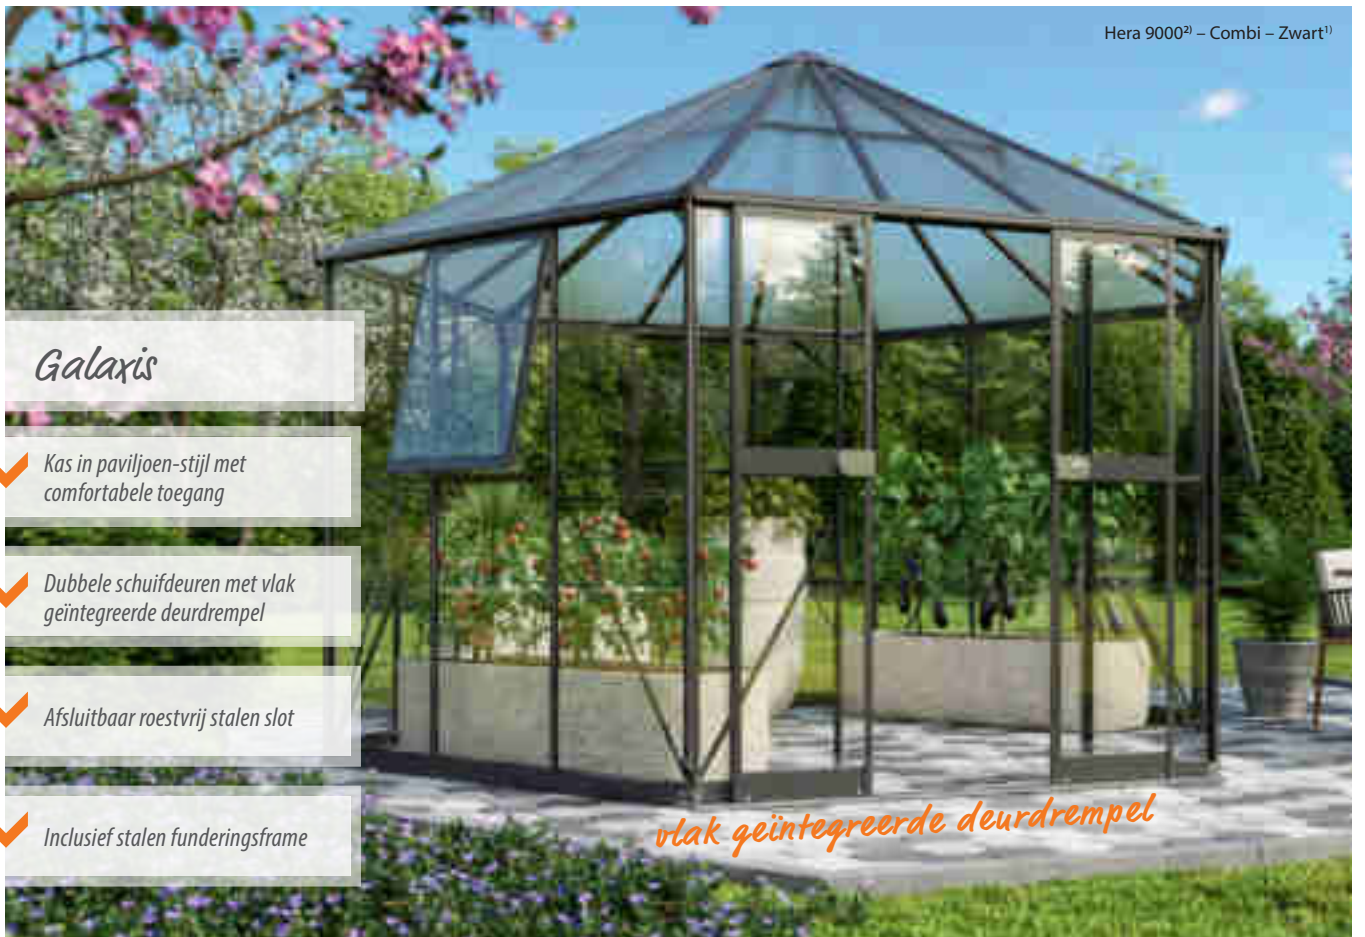 Hera 9000²⁾ – Combi – Zwart¹⁾
Galaxis
Kas in paviljoen-stijl met
comfortabele toegang
Dubbele schuifdeuren met vlak
geïntegreerde deurdrempel
Afsluitbaar roestvrij stalen slot
Inclusief stalen funderingsframe
vlak geïntegreerde deurdrempel